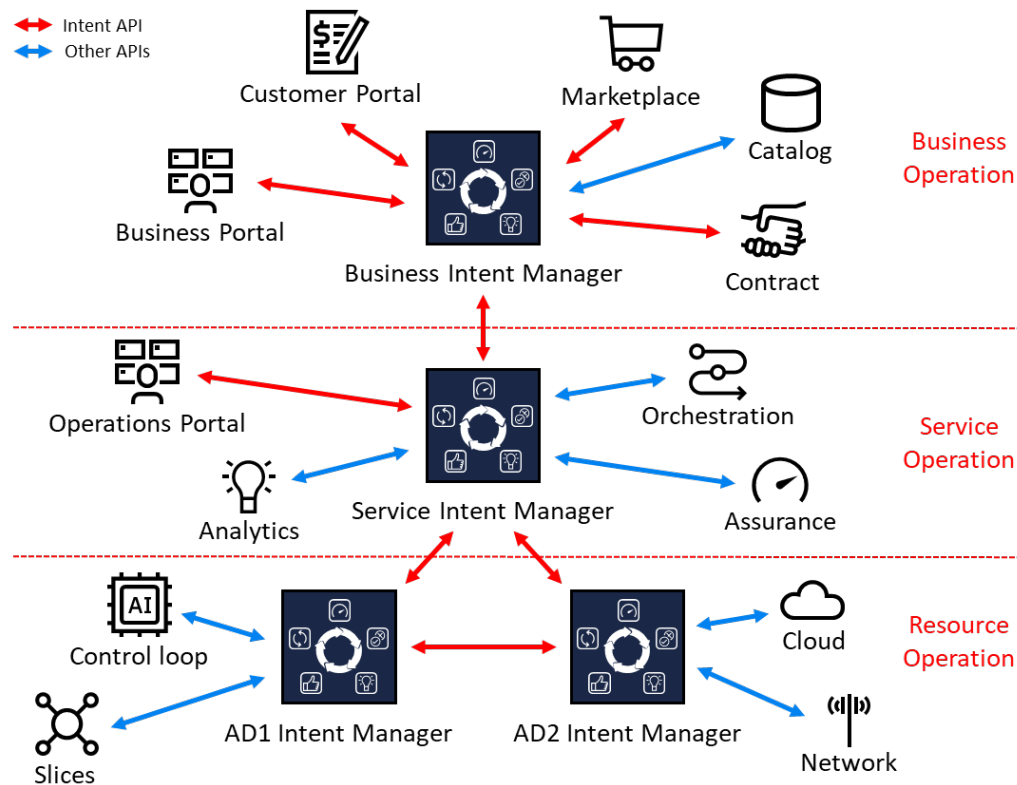 Intent API
Other APIs
Customer Portal
Marketplace
Catalog
Business
Operation
Business Portal
Contract
Business Intent Manager
Operations Portal
Orchestration
Service
Operation
Analytics
Service Intent Manager
Assurance
AI
Control loop
Cloud
Resource
Operation
Slices
AD1 Intent Manager
AD2 Intent Manager
Network